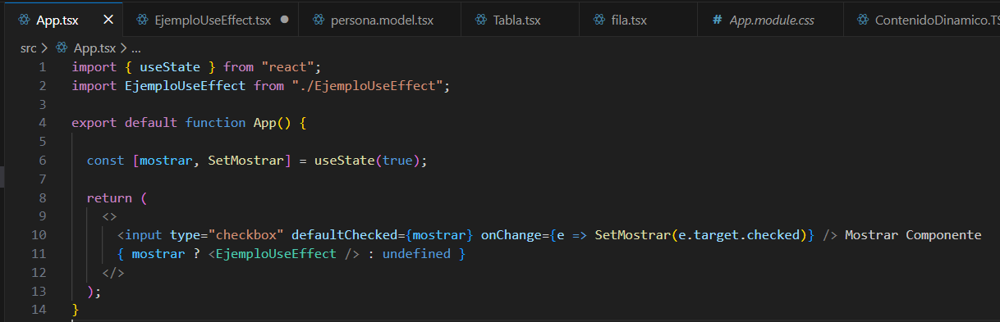 App.tsx × EjemploUseEffect.tsx ● persona.model.tsx Tabla.tsx fila.tsx # App.module.css ContenidoDinamico.TS
src > App.tsx > ...
1 import { useState } from "react";
2 import EjemploUseEffect from "./EjemploUseEffect";
3
4 export default function App() {
5
6 const [mostrar, SetMostrar] = useState(true);
7
8 return (
9 <>
10 <input type="checkbox" defaultChecked={mostrar} onChange={e => SetMostrar(e.target.checked)} /> Mostrar Componente
11 { mostrar ? <EjemploUseEffect /> : undefined }
12 </>
13 );
14 }